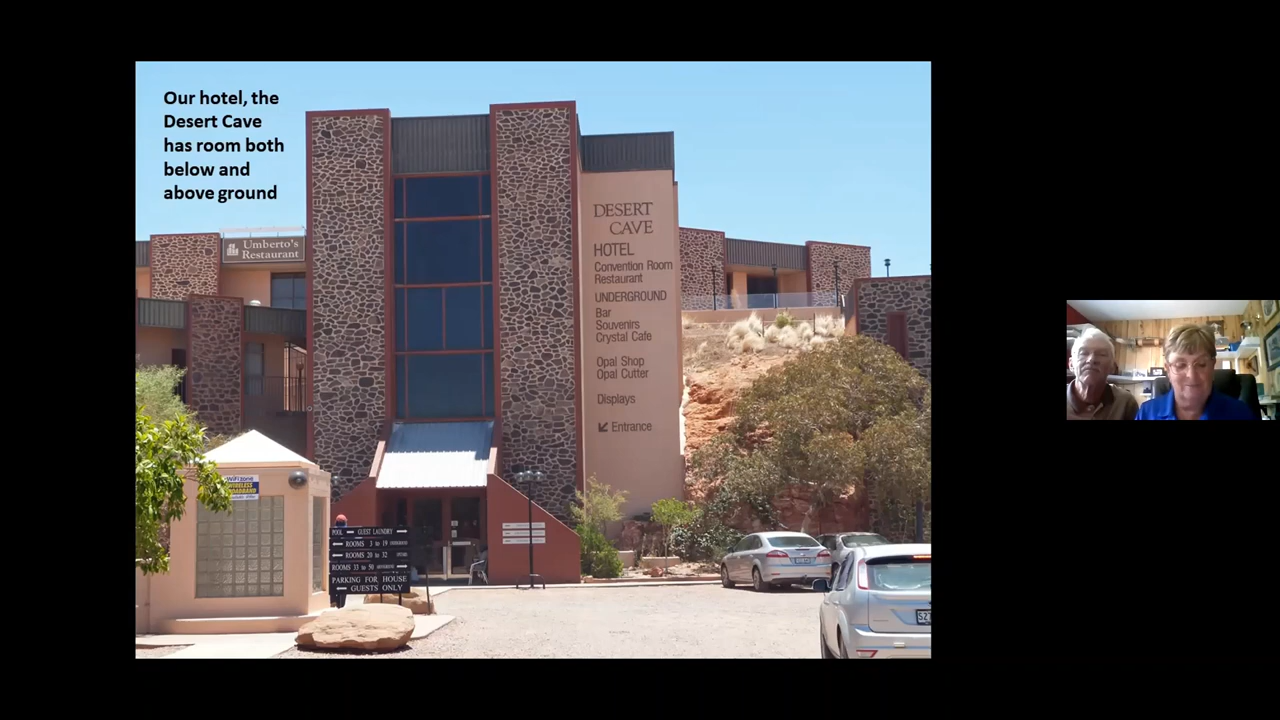 Our hotel, the
Desert Cave
has room both
below and
above ground
Umberto's
Restaurant
DESERT
CAVE
HOTEL
Convention Room
Restaurant
UNDERGROUND
Bar
Souvenirs
Crystal Cafe
Opal Shop
Opal Cutter
Displays
Entrance
WiFi zone
POOL GUEST LAUNDRY
ROOMS 3 to 19
ROOMS 20 to 32
ROOMS 33 to 50
PARKING FOR HOUSE
GUESTS ONLY